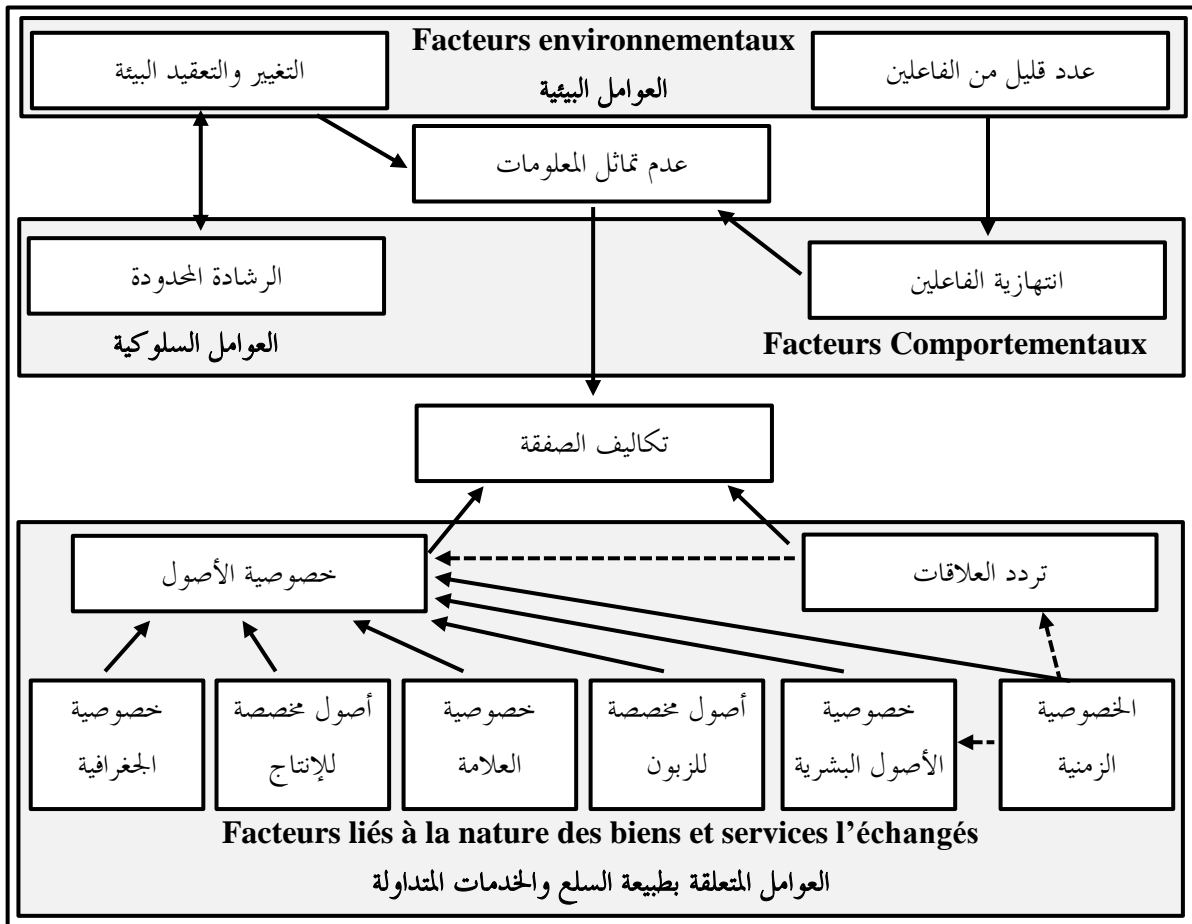 Facteurs environnementaux
عدد قليل من الفاعلين
التغيير والتعقيد البيئة
العوامل البيئية
عدم تماثل المعلومات
انتهازية الفاعلين
الرشادة المحدودة
Facteurs Comportementaux
العوامل السلوكية
تكاليف الصفقة
تردد العلاقات
خصوصية الأصول
الخصوصية
الزمنية
خصوصية
الأصول البشرية
أصول مخصصة
للزبون
خصوصية
العلامة
أصول مخصصة
للإنتاج
خصوصية
الجغرافية
Facteurs liés à la nature des biens et services l’échangés
العوامل المتعلقة بطبيعة السلع والخدمات المتداولة